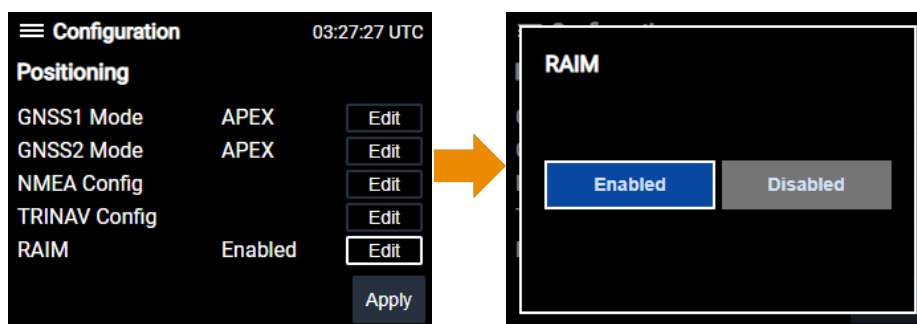 Configuration 03:27:27 UTC
Positioning
GNSS1 Mode APEX Edit
GNSS2 Mode APEX Edit
NMEA Config Edit
TRINAV Config Edit
RAIM Enabled Edit
Apply
RAIM
Enabled Disabled